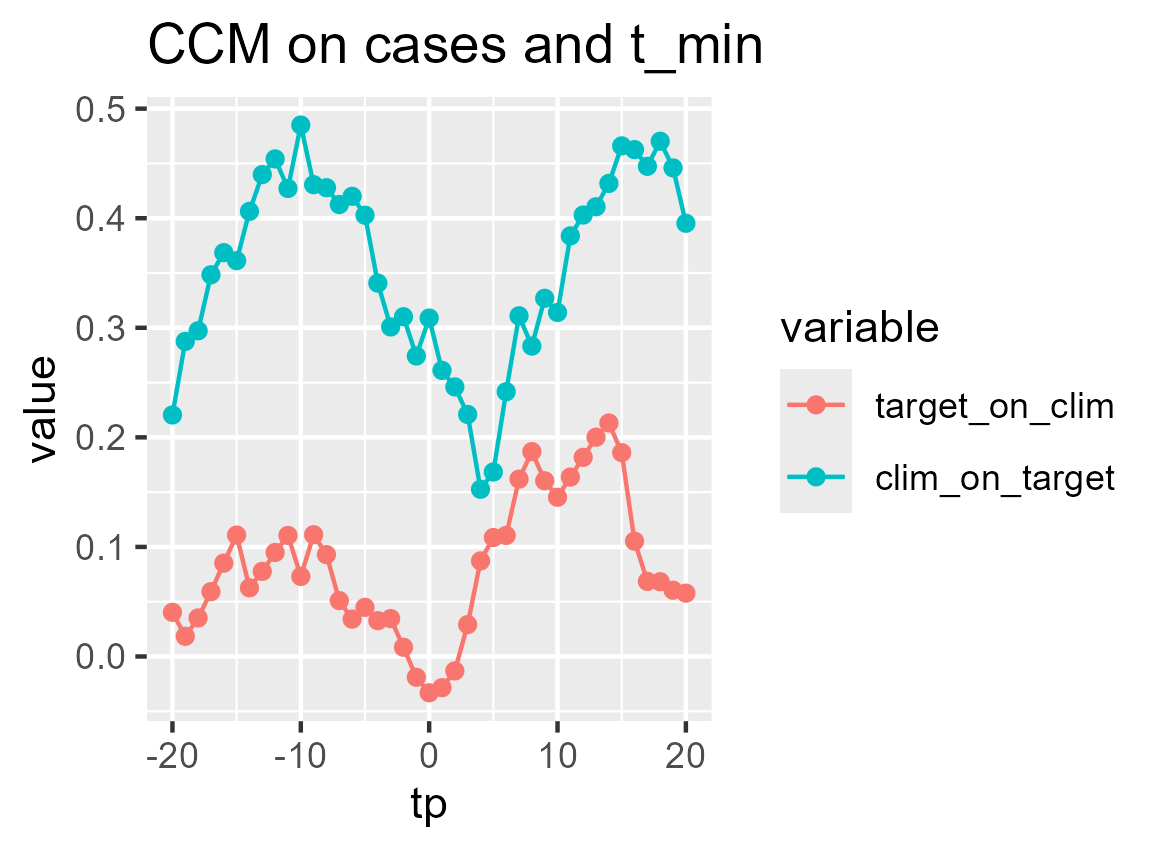 CCM on cases and t_min
0.5
0.4
0.3
0.2
0.1
0.0
value
-20 -10 0 10 20
tp
variable
target_on_clim
clim_on_target